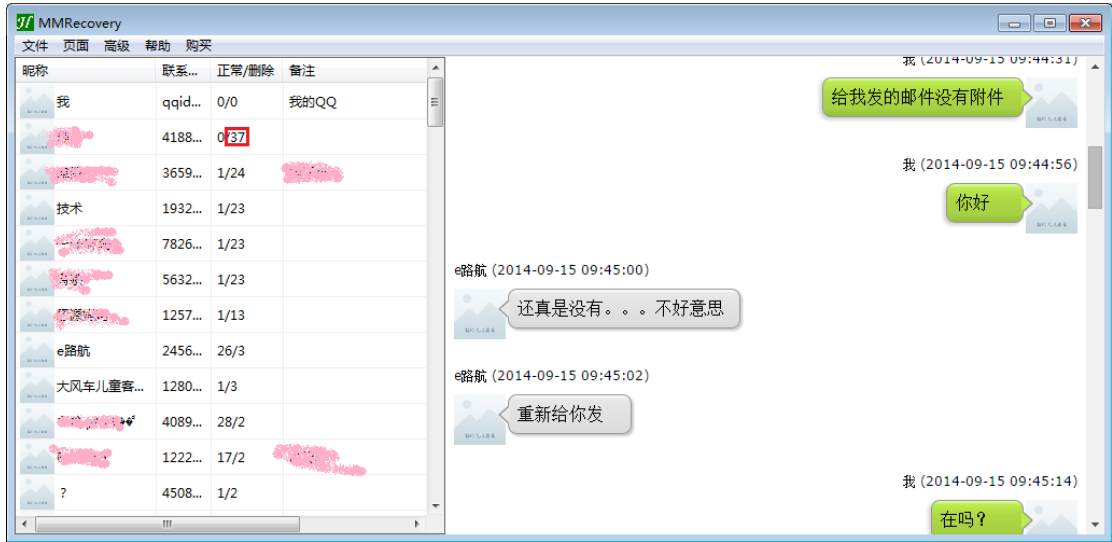 MMRecovery
文件 页面 高级 帮助 购买
昵称 联系... 正常/删除 备注
我 qqid... 0/0 我的QQ
4188... 0/37
3659... 1/24
技术 1932... 1/23
7826... 1/23
5632... 1/23
1257... 1/13
e路航 2456... 26/3
大风车儿童客... 1280... 1/3
4089... 28/2
1222... 17/2
? 4508... 1/2
我 (2014-09-15 09:44:31)
给我发的邮件没有附件
我 (2014-09-15 09:44:56)
你好
e路航 (2014-09-15 09:45:00)
还真是没有。。。不好意思
e路航 (2014-09-15 09:45:02)
重新给你发
我 (2014-09-15 09:45:14)
在吗?